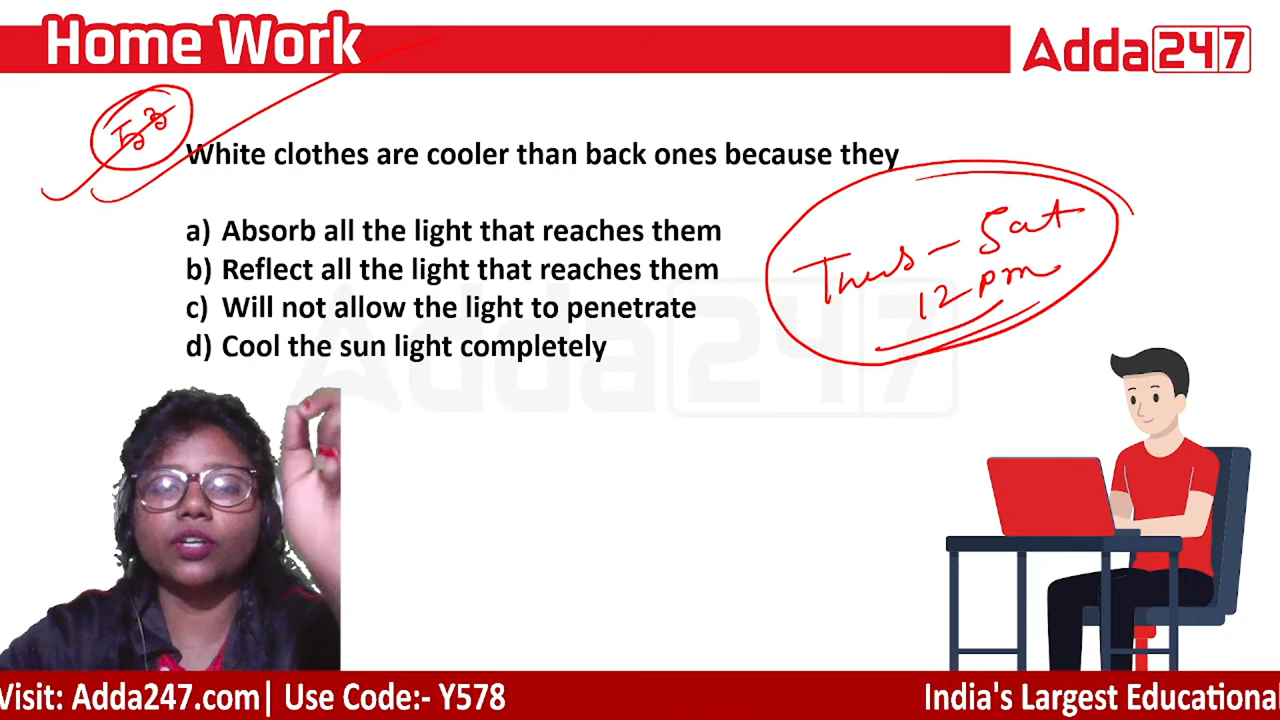 Home Work
Adda247
White clothes are cooler than back ones because they
a) Absorb all the light that reaches them
b) Reflect all the light that reaches them
c) Will not allow the light to penetrate
d) Cool the sun light completely
Thus - Sat
12 pm
Adda247
Visit: Adda247.com| Use Code:- Y578
India's Largest Educational